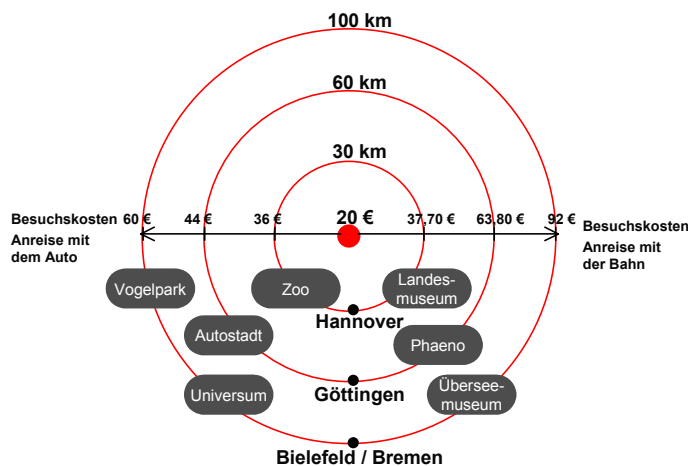 100 km
60 km
30 km
Besuchskosten
60 €
44 €
36 €
20 €
37,70 €
63,80 €
92 €
Besuchskosten
Anreise mit
dem Auto
Anreise mit
der Bahn
Vogelpark
Zoo
Landes-
museum
Hannover
Autostadt
Phaeno
Göttingen
Universum
Übersee-
museum
Bielefeld / Bremen